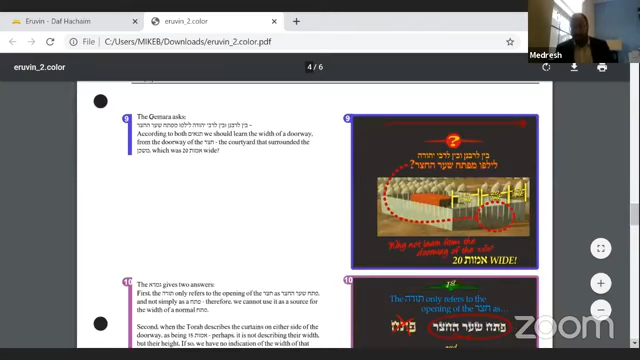 Eruvin - Daf Hachaim
eruvin_2.color
File
C:/Users/MIKEB/Downloads/eruvin_2.color.pdf
Medresh
eruvin_2.color
4 / 6
9
The Gemara asks:
בין לרבנן ובין לרבי יהודה לילפו מפתח שער החצר –
According to both תנאים we should learn the width of a doorway,
from the doorway of the חצר - the courtyard that surrounded the
משכן, which was 20 אמות wide!
9
?
בין לרבנן ובין לרבי יהודה
לילפו מפתח שער החצר?
Why not learn from the
doorway of the
20 אמות WIDE!
10
The גמרא gives two answers:
First, the תורה only refers to the opening of the חצר as פתח שער החצר
and not simply as a פתח - therefore, we cannot use it as a source for
the width of a normal פתח.
Second, when the Torah describes the curtains on either side of the
doorway, as being 15 אמות - perhaps, it is not describing their width,
but their height. If so, we have no indication of the width of that
10
1st
The תורה only refers to the
opening of the חצר as
פתח שער החצר
פתח
zoom